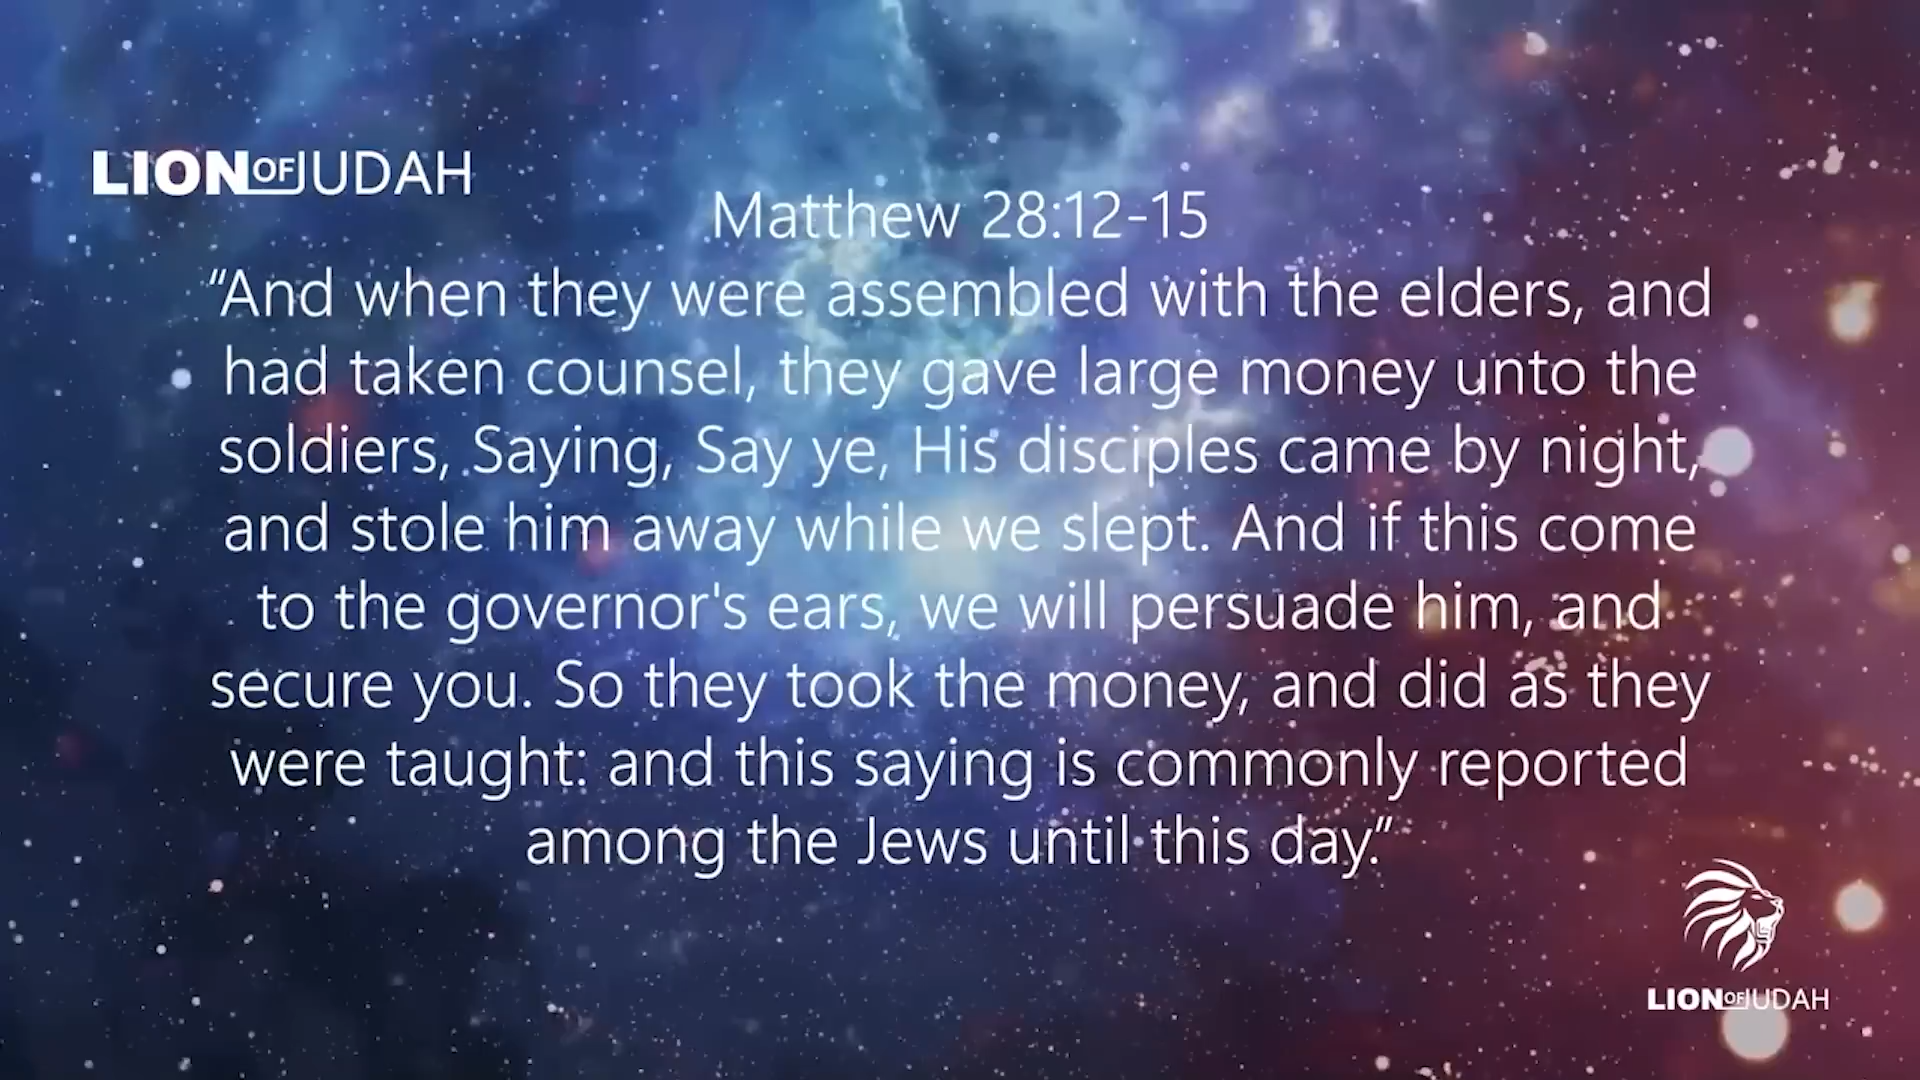 LION OF JUDAH
Matthew 28:12-15
“And when they were assembled with the elders, and
had taken counsel, they gave large money unto the
soldiers, Saying, Say ye, His disciples came by night,
and stole him away while we slept. And if this come
to the governor's ears, we will persuade him, and
secure you. So they took the money, and did as they
were taught: and this saying is commonly reported
among the Jews until this day.”
LION OF JUDAH